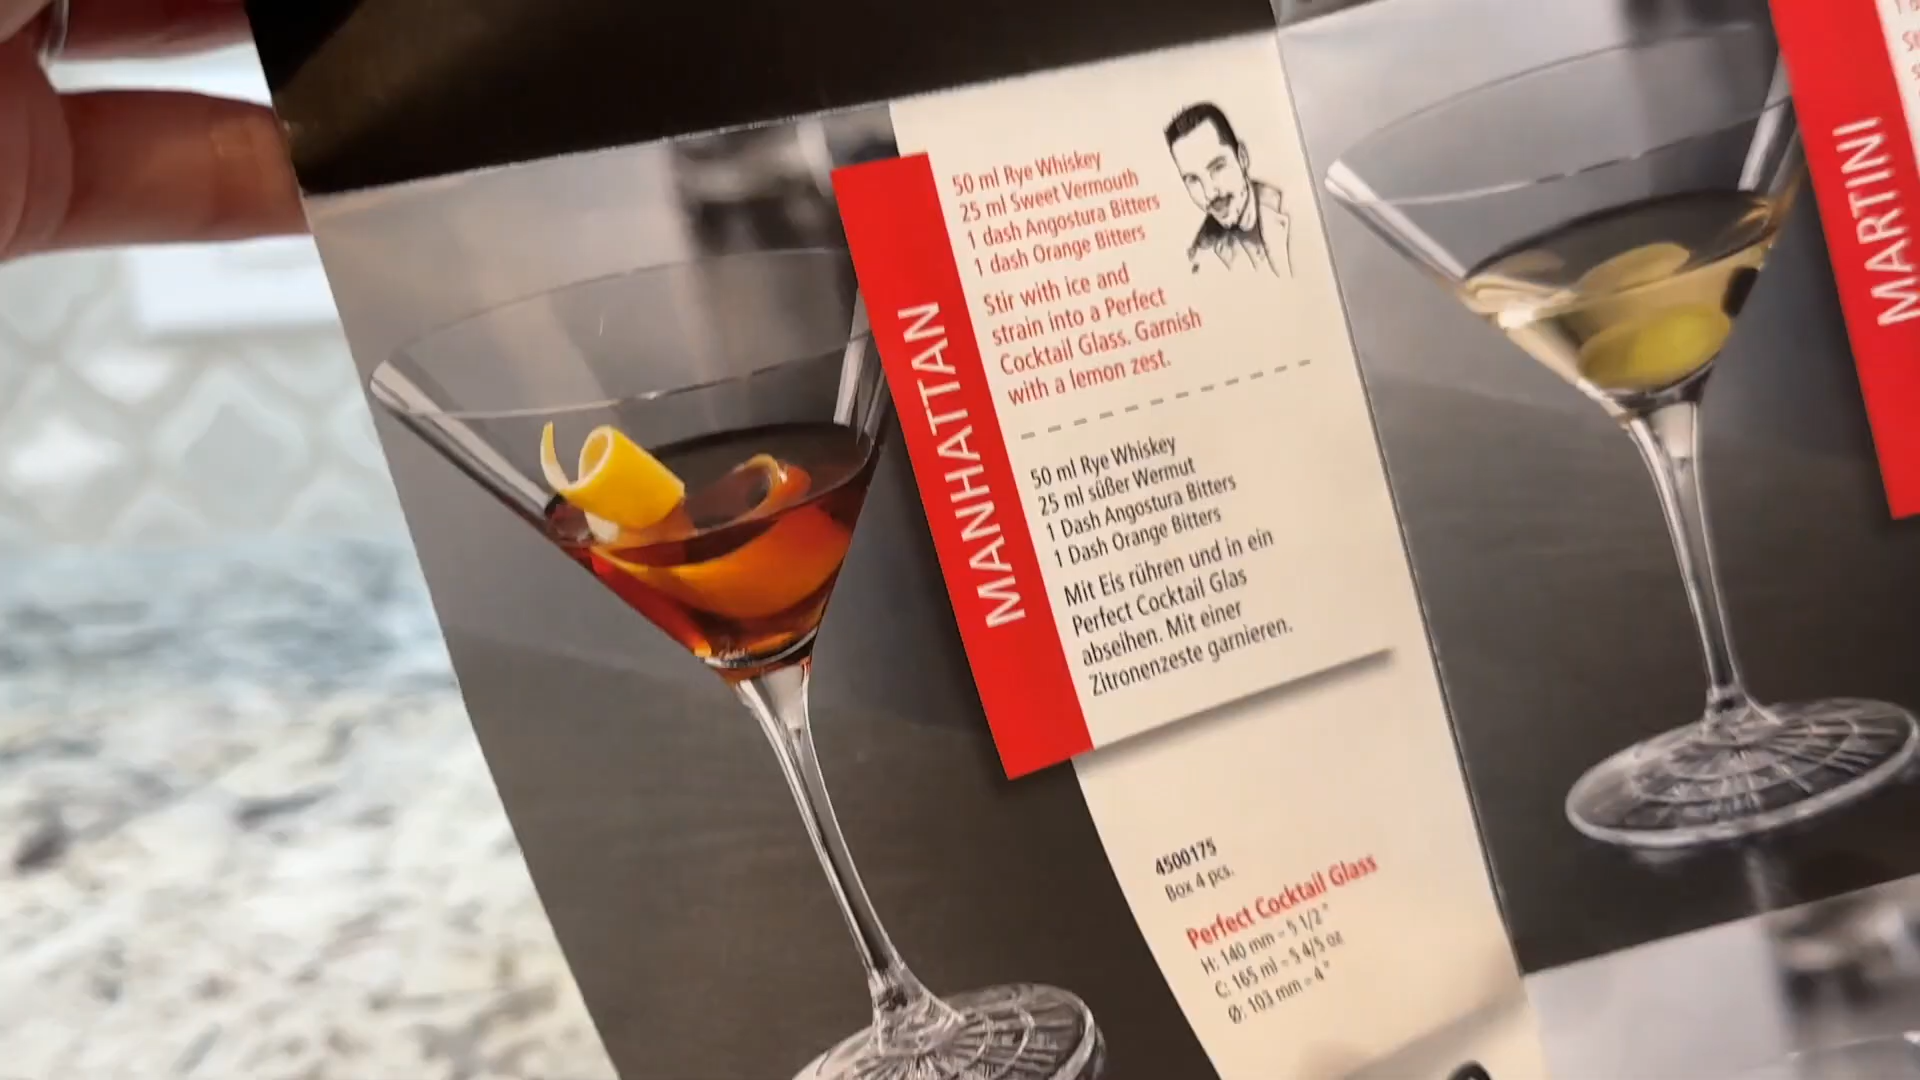 MANHATTAN
50 ml Rye Whiskey
25 ml Sweet Vermouth
1 dash Angostura Bitters
1 dash Orange Bitters
Stir with ice and
strain into a Perfect
Cocktail Glass. Garnish
with a lemon zest.
50 ml Rye Whiskey
25 ml süßer Wermut
1 Dash Angostura Bitters
1 Dash Orange Bitters
Mit Eis rühren und in ein
Perfect Cocktail Glas
abseihen. Mit einer
Zitronenzeste garnieren.
4500175
Box 4 pcs.
Perfect Cocktail Glass
H: 140 mm – 5 1/2"
C: 165 ml – 5 4/5 oz
Ø: 103 mm – 4"
MARTINI